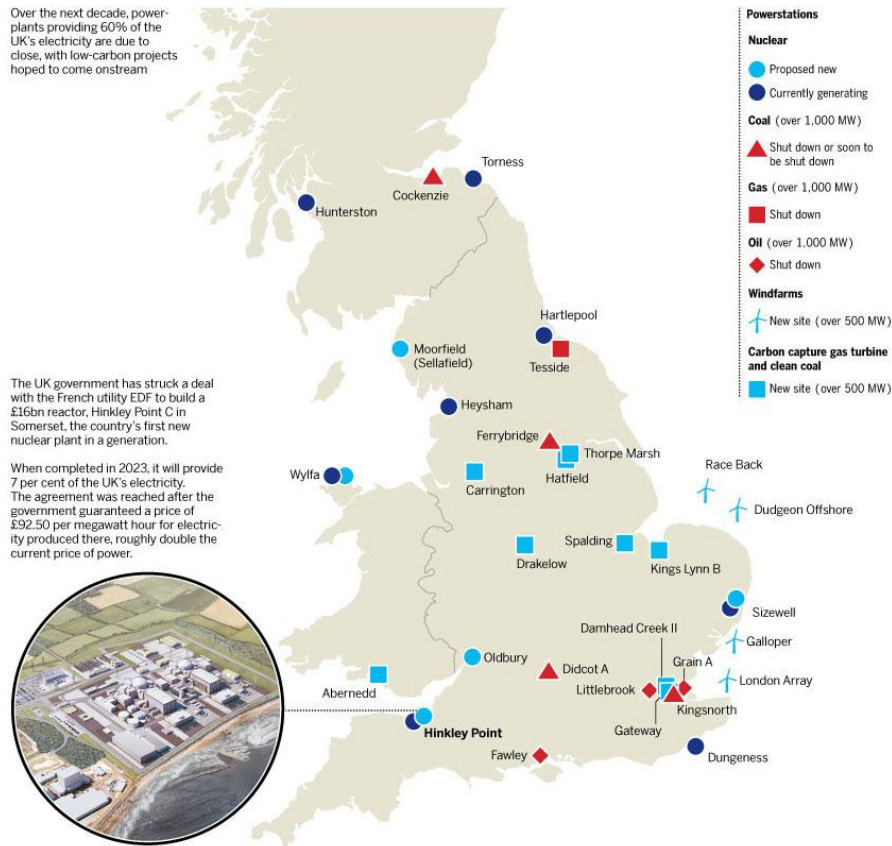 Over the next decade, power-
plants providing 60% of the
UK's electricity are due to
close, with low-carbon projects
hoped to come onstream
Powerstations
Nuclear
Proposed new
Currently generating
Coal (over 1,000 MW)
Shut down or soon to
be shut down
Gas (over 1,000 MW)
Shut down
Oil (over 1,000 MW)
Shut down
Windfarms
New site (over 500 MW)
Carbon capture gas turbine
and clean coal
New site (over 500 MW)
Torness
Cockenzie
Hunterston
Hartlepool
Moorfield
(Sellafield)
Tesside
The UK government has struck a deal
with the French utility EDF to build a
£16bn reactor, Hinkley Point C in
Somerset, the country's first new
nuclear plant in a generation.
When completed in 2023, it will provide
7 per cent of the UK's electricity.
The agreement was reached after the
government guaranteed a price of
£92.50 per megawatt hour for electric-
ity produced there, roughly double the
current price of power.
Heysham
Ferrybridge
Thorpe Marsh
Hatfield
Wylfa
Carrington
Race Back
Dudgeon Offshore
Spalding
Drakelow
Kings Lynn B
Sizewell
Damhead Creek II
Galloper
Oldbury
Didcot A
Grain A
London Array
Abernedd
Littlebrook
Kingsnorth
Gateway
Hinkley Point
Fawley
Dungeness